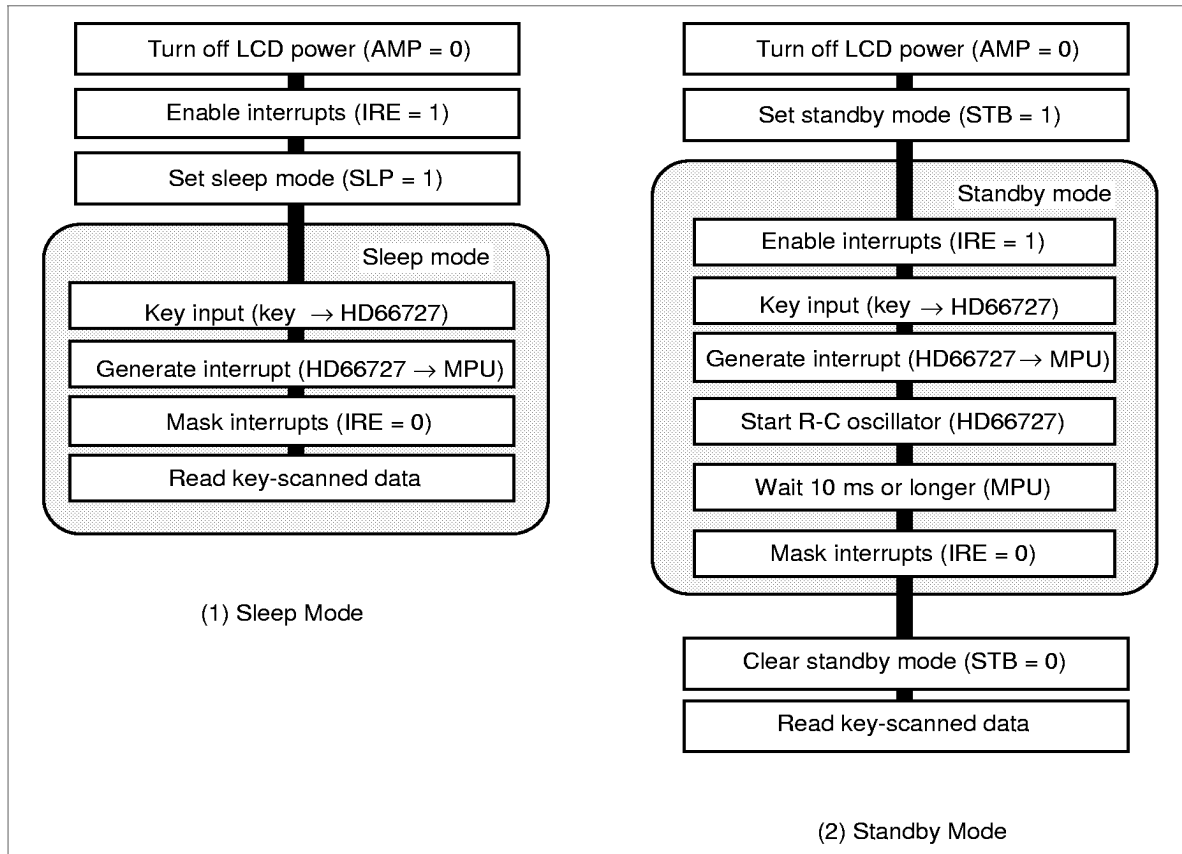 Turn off LCD power (AMP = 0)
Enable interrupts (IRE = 1)
Set sleep mode (SLP = 1)
Sleep mode
Key input (key → HD66727)
Generate interrupt (HD66727 → MPU)
Mask interrupts (IRE = 0)
Read key-scanned data
(1) Sleep Mode
Turn off LCD power (AMP = 0)
Set standby mode (STB = 1)
Standby mode
Enable interrupts (IRE = 1)
Key input (key → HD66727)
Generate interrupt (HD66727 → MPU)
Start R-C oscillator (HD66727)
Wait 10 ms or longer (MPU)
Mask interrupts (IRE = 0)
Clear standby mode (STB = 0)
Read key-scanned data
(2) Standby Mode